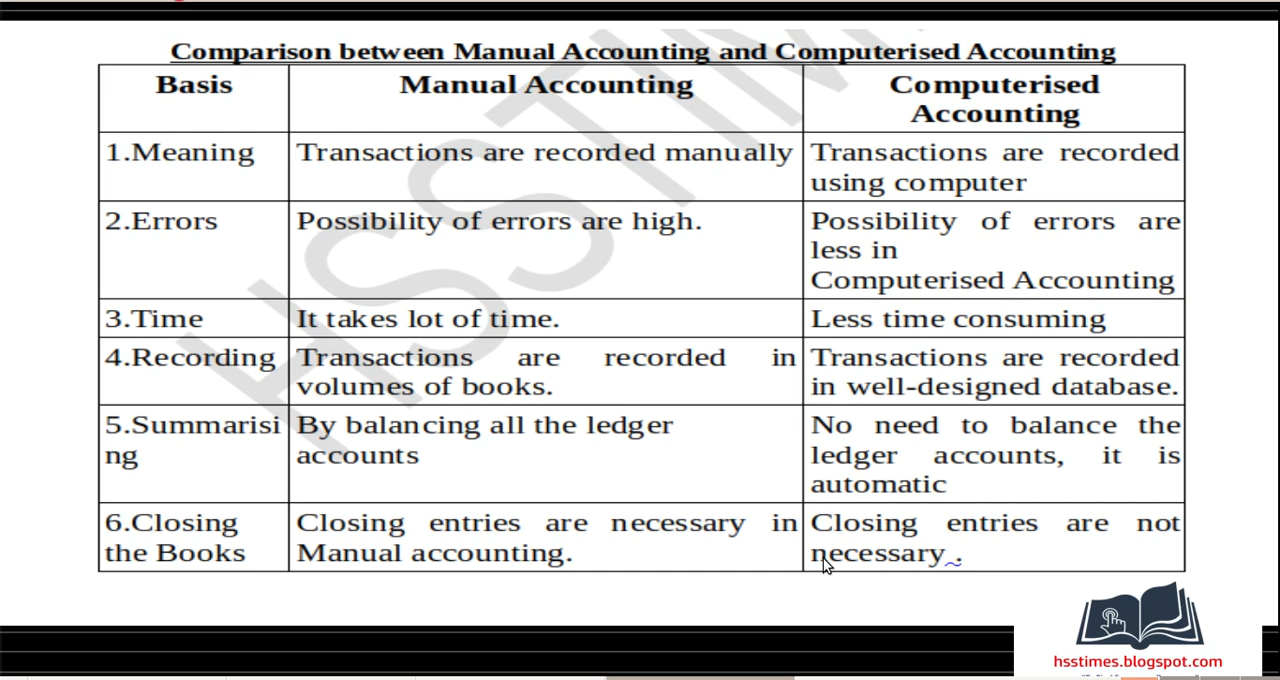 Comparison between Manual Accounting and Computerised Accounting
Basis
Manual Accounting
Computerised
Accounting
1.Meaning
Transactions are recorded manually
Transactions are recorded
using computer
2.Errors
Possibility of errors are high.
Possibility of errors are
less in
Computerised Accounting
3.Time
It takes lot of time.
Less time consuming
4.Recording
Transactions are recorded in
volumes of books.
Transactions are recorded
in well-designed database.
5.Summarisi
ng
By balancing all the ledger
accounts
No need to balance the
ledger accounts, it is
automatic
6.Closing
the Books
Closing entries are necessary in
Manual accounting.
Closing entries are not
necessary .
HSSTIM
hsstimes.blogspot.com